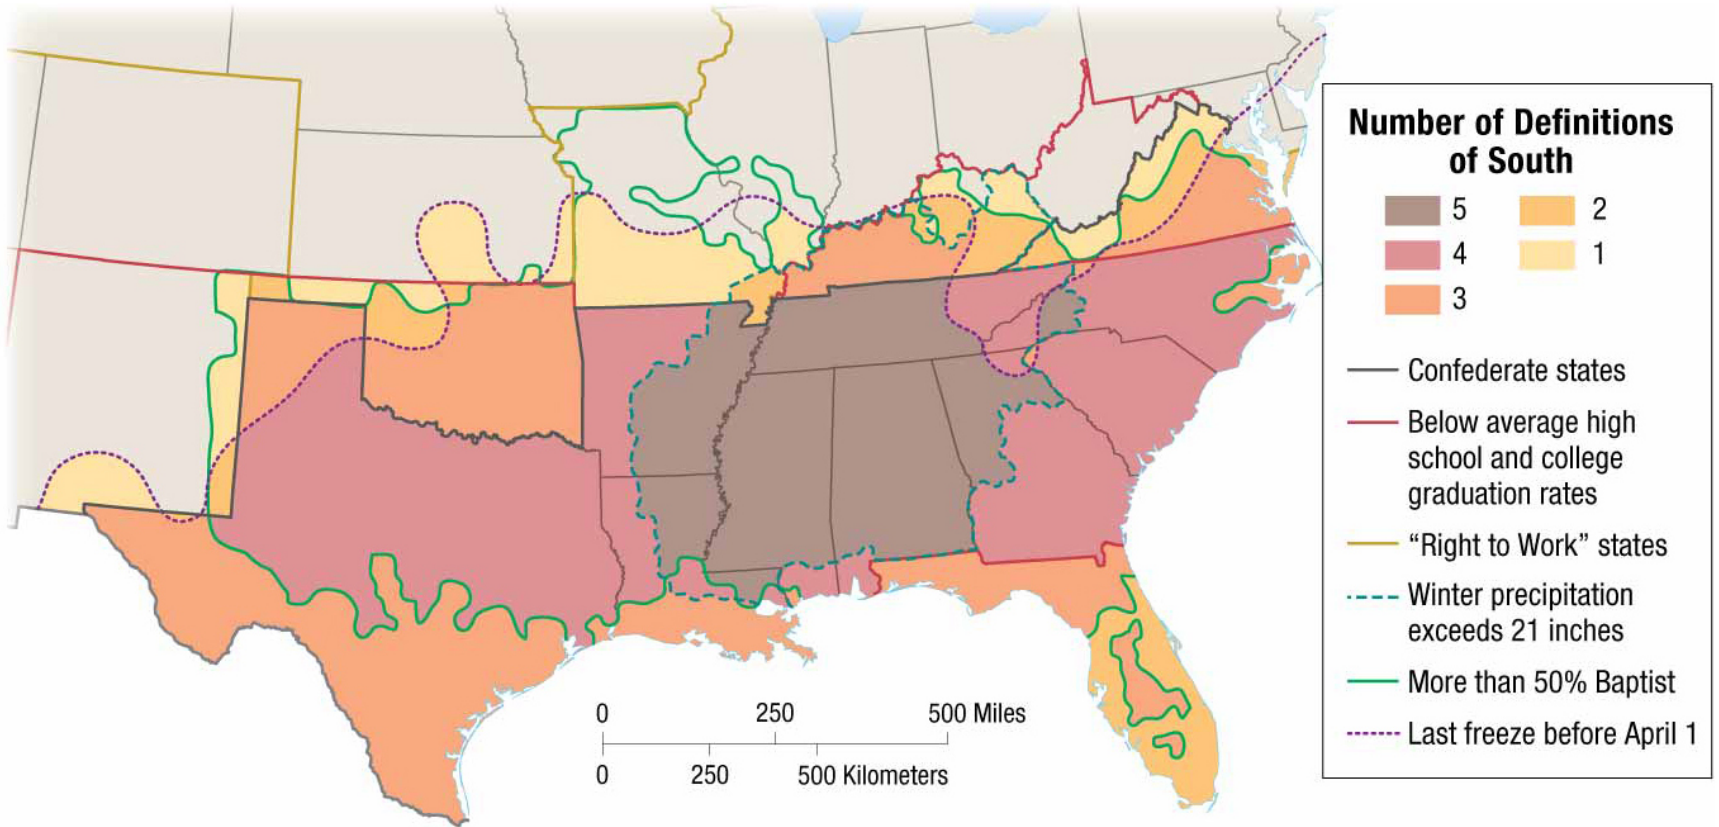 Number of Definitions
of South
5
2
4
1
3
Confederate states
Below average high
school and college
graduation rates
“Right to Work” states
Winter precipitation
exceeds 21 inches
More than 50% Baptist
Last freeze before April 1
0 250 500 Miles
0 250 500 Kilometers